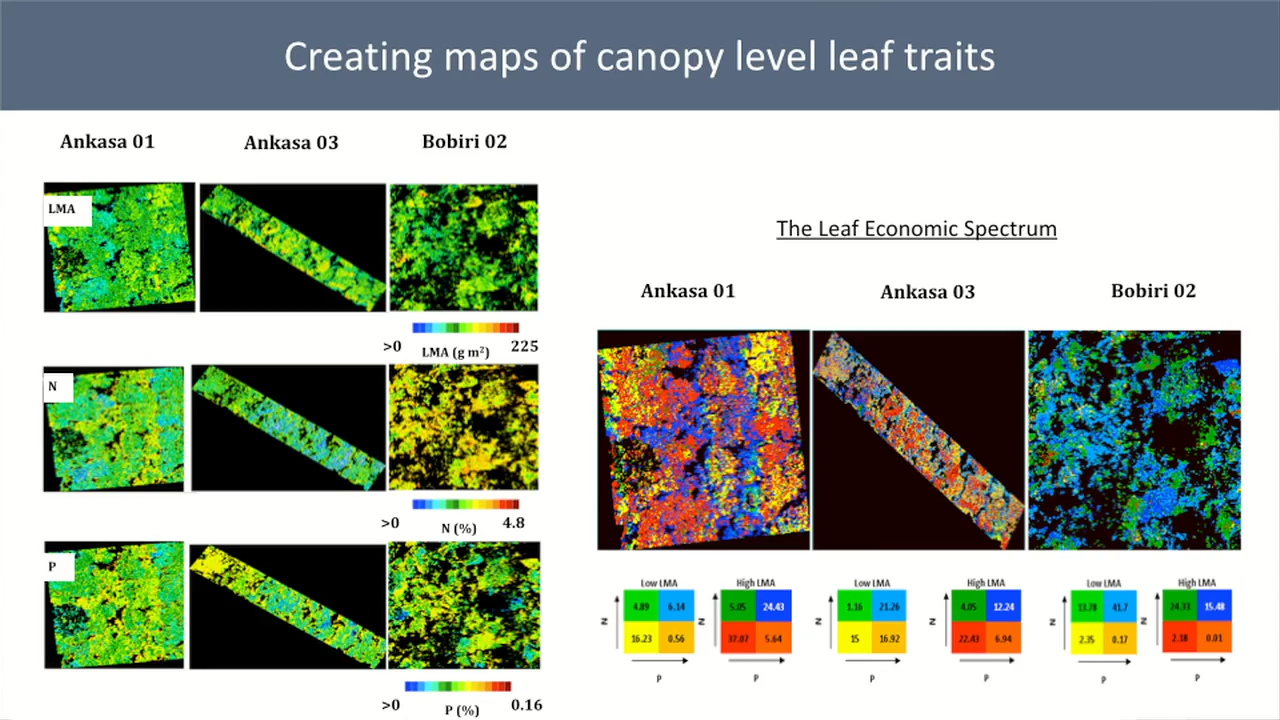 Creating maps of canopy level leaf traits
Ankasa 01
Ankasa 03
Bobiri 02
LMA
>0
LMA (g m²)
225
N
>0
N (%)
4.8
P
>0
P (%)
0.16
The Leaf Economic Spectrum
Ankasa 01
Ankasa 03
Bobiri 02
Low LMA
4.89 6.14
16.23 0.56
N
P
High LMA
5.05 24.43
37.07 5.64
N
P
Low LMA
1.16 21.26
15 16.92
N
P
High LMA
4.05 12.24
22.43 6.94
N
P
Low LMA
13.78 41.7
2.35 0.17
N
P
High LMA
24.33 15.48
2.18 0.01
N
P